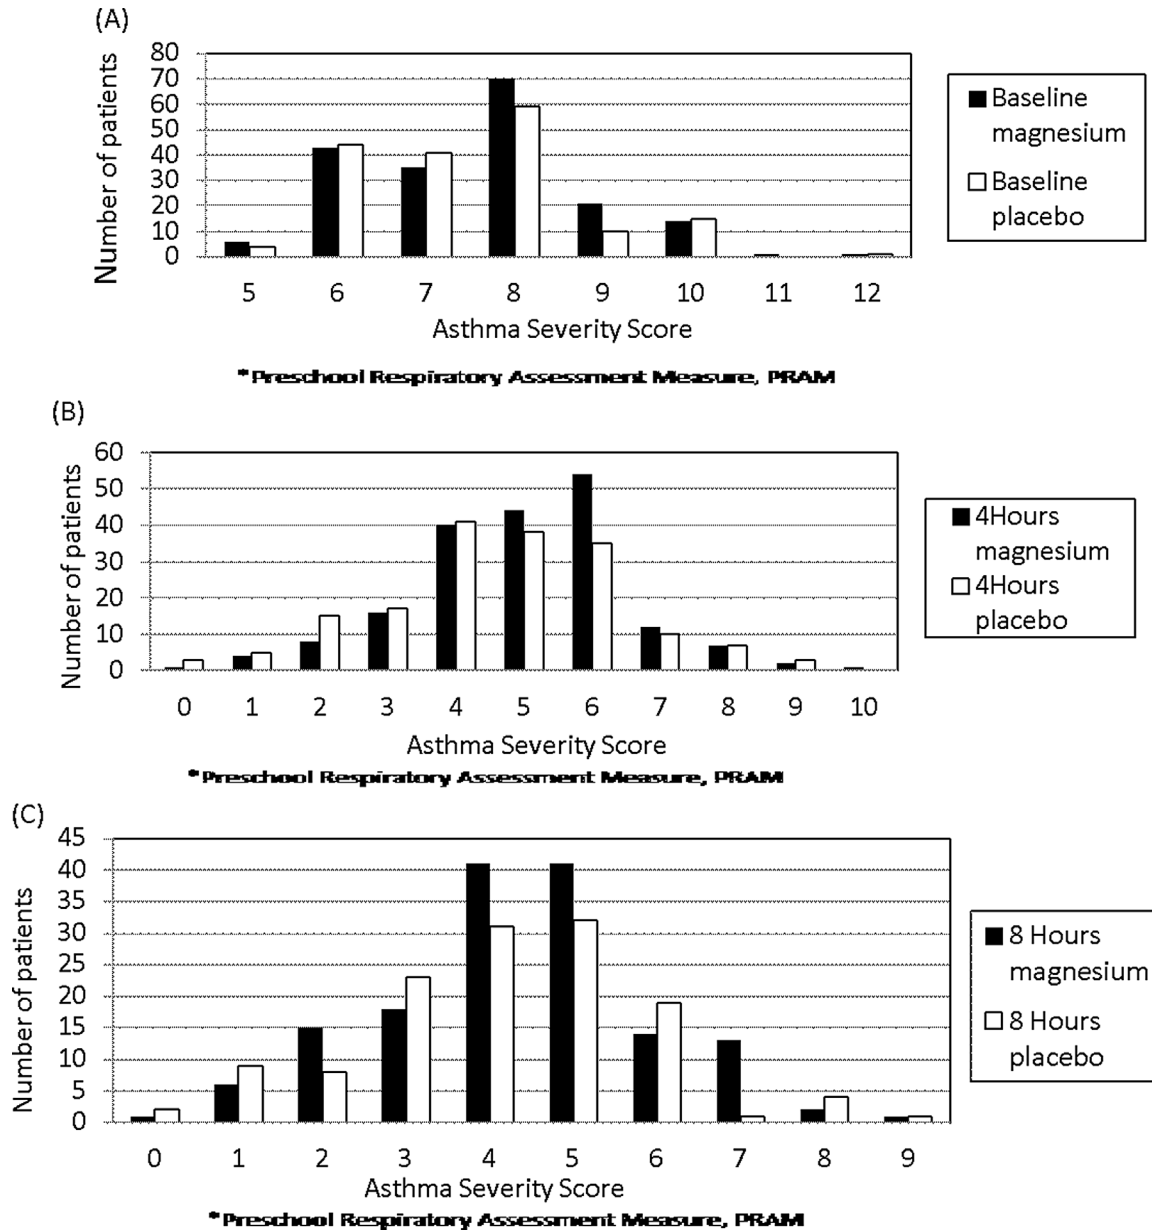 (A)
Number of patients
80
70
60
50
40
30
20
10
0
5 6 7 8 9 10 11 12
Asthma Severity Score
*Preschool Respiratory Assessment Measure, PRAM
Baseline
magnesium
Baseline
placebo
(B)
Number of patients
60
50
40
30
20
10
0
0 1 2 3 4 5 6 7 8 9 10
Asthma Severity Score
*Preschool Respiratory Assessment Measure, PRAM
4Hours
magnesium
4Hours
placebo
(C)
Number of patients
45
40
35
30
25
20
15
10
5
0
0 1 2 3 4 5 6 7 8 9
Asthma Severity Score
*Preschool Respiratory Assessment Measure, PRAM
8 Hours
magnesium
8 Hours
placebo